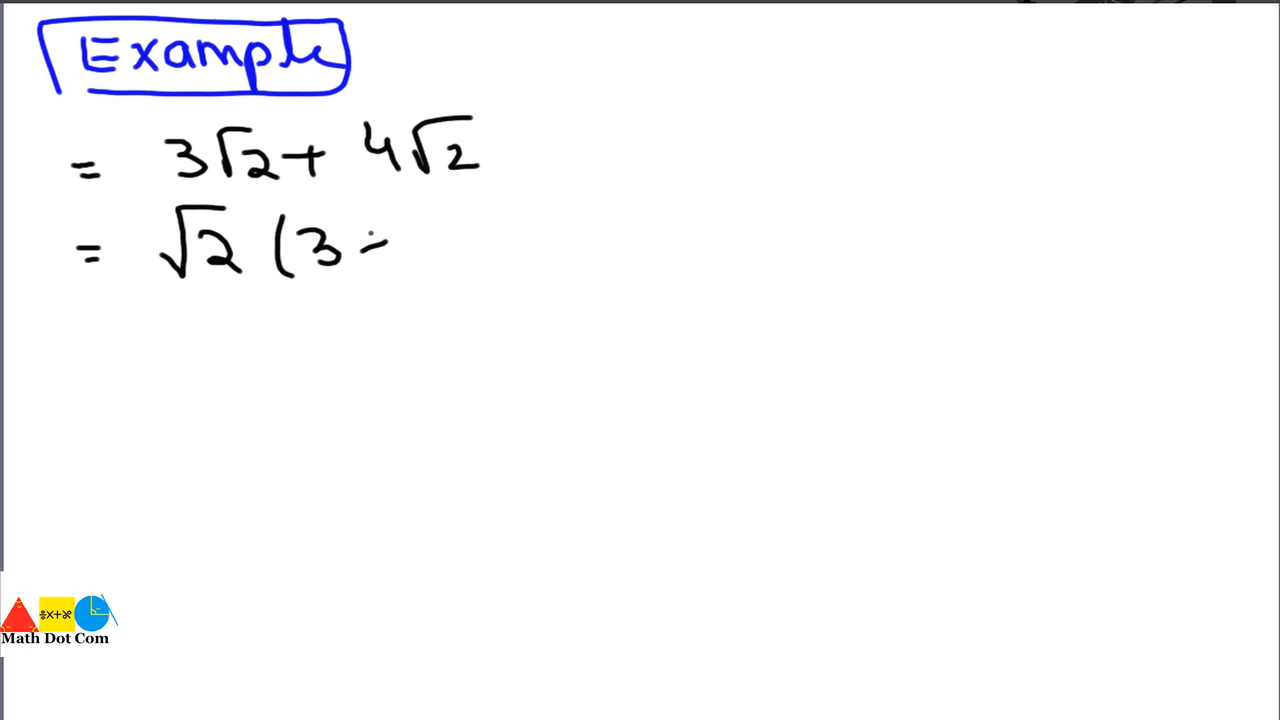 Example
= 3√2 + 4√2
= √2 (3
Math Dot Com